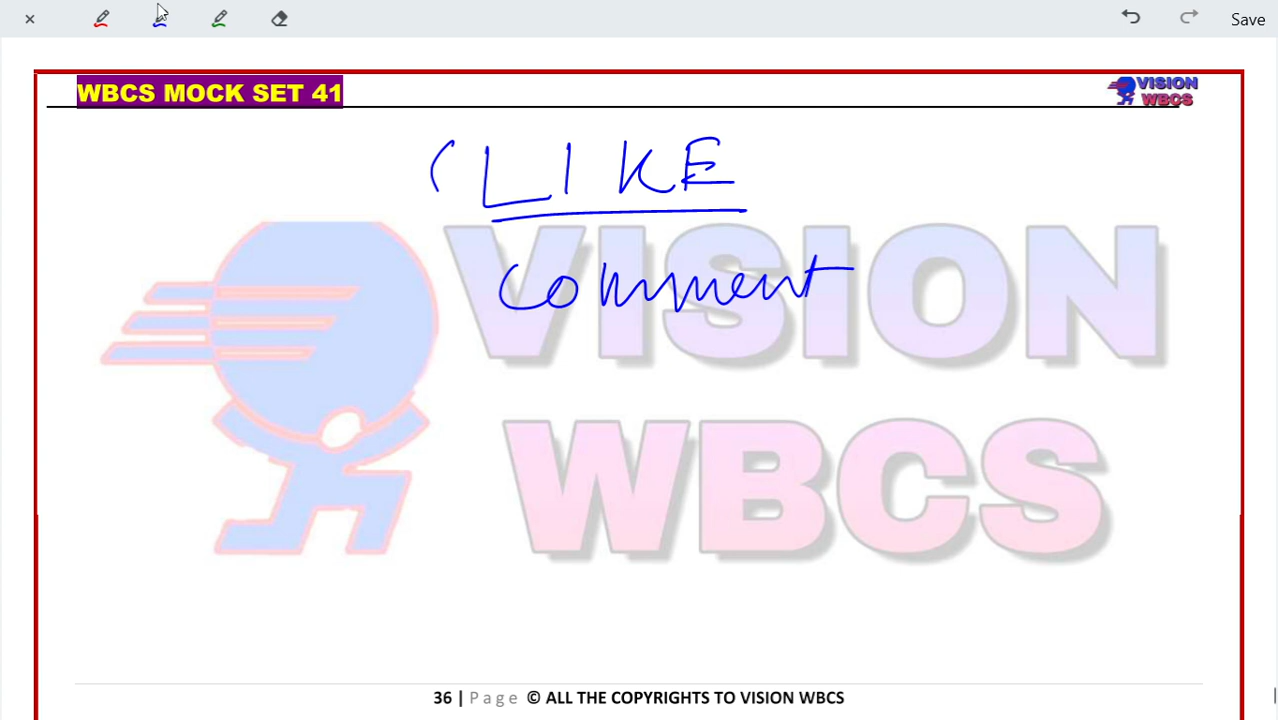 Save
WBCS MOCK SET 41
VISION
WBCS
( LIKE
Comment
VISION
WBCS
36 | Page © ALL THE COPYRIGHTS TO VISION WBCS